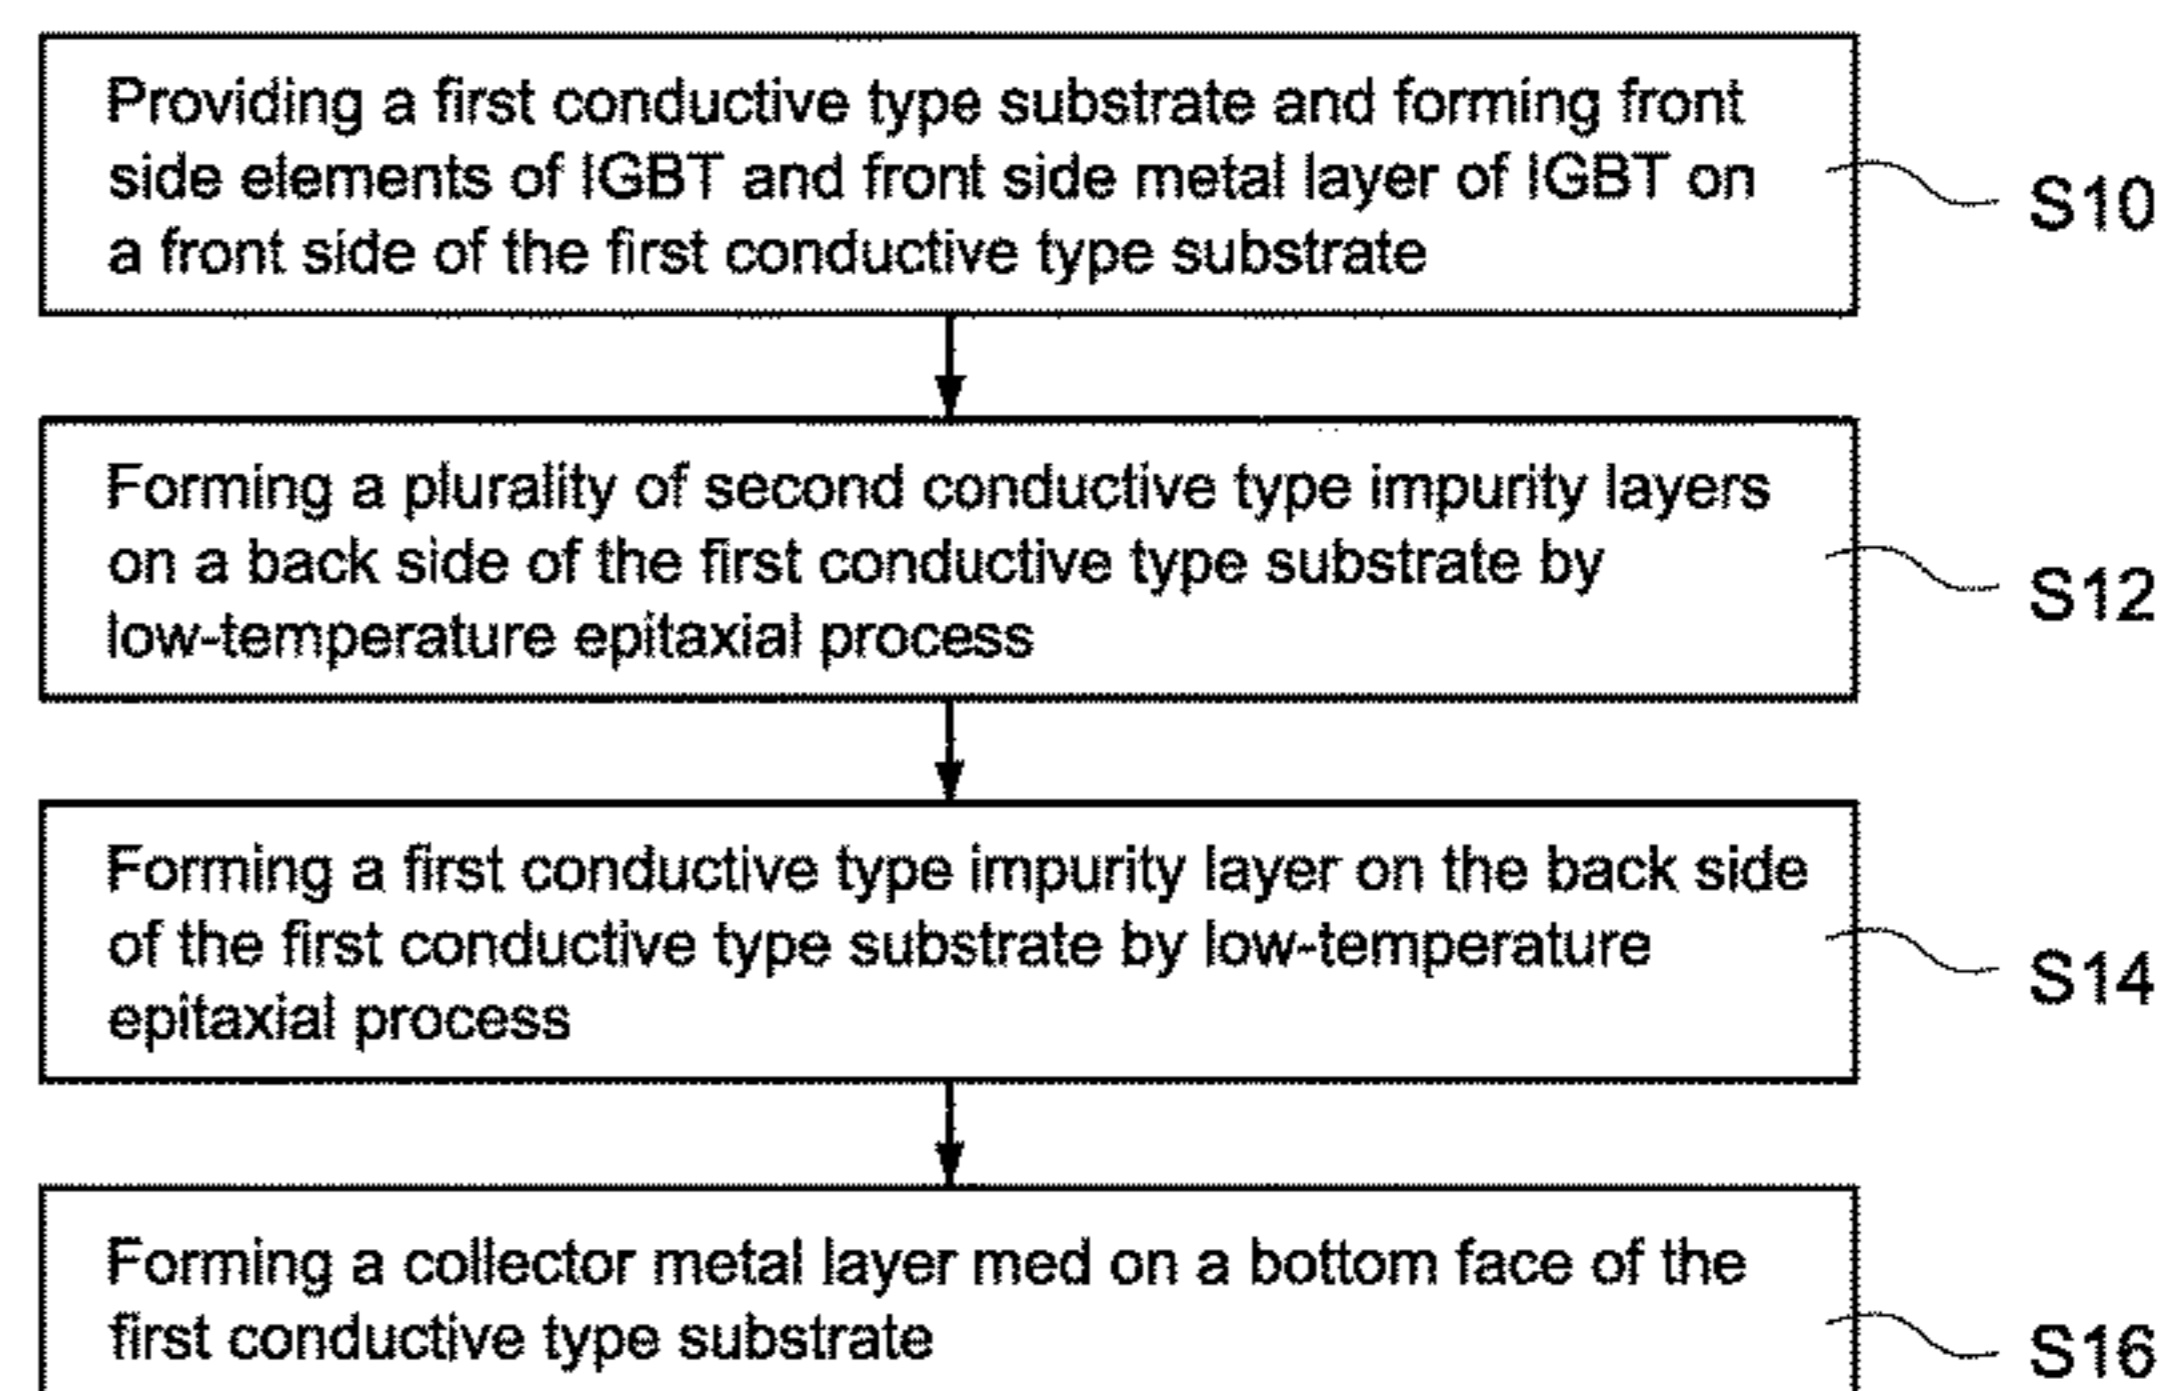 Providing a first conductive type substrate and forming front
side elements of IGBT and front side metal layer of IGBT on
a front side of the first conductive type substrate
S10
Forming a plurality of second conductive type impurity layers
on a back side of the first conductive type substrate by
low-temperature epitaxial process
S12
Forming a first conductive type impurity layer on the back side
of the first conductive type substrate by low-temperature
epitaxial process
S14
Forming a collector metal layer med on a bottom face of the
first conductive type substrate
S16